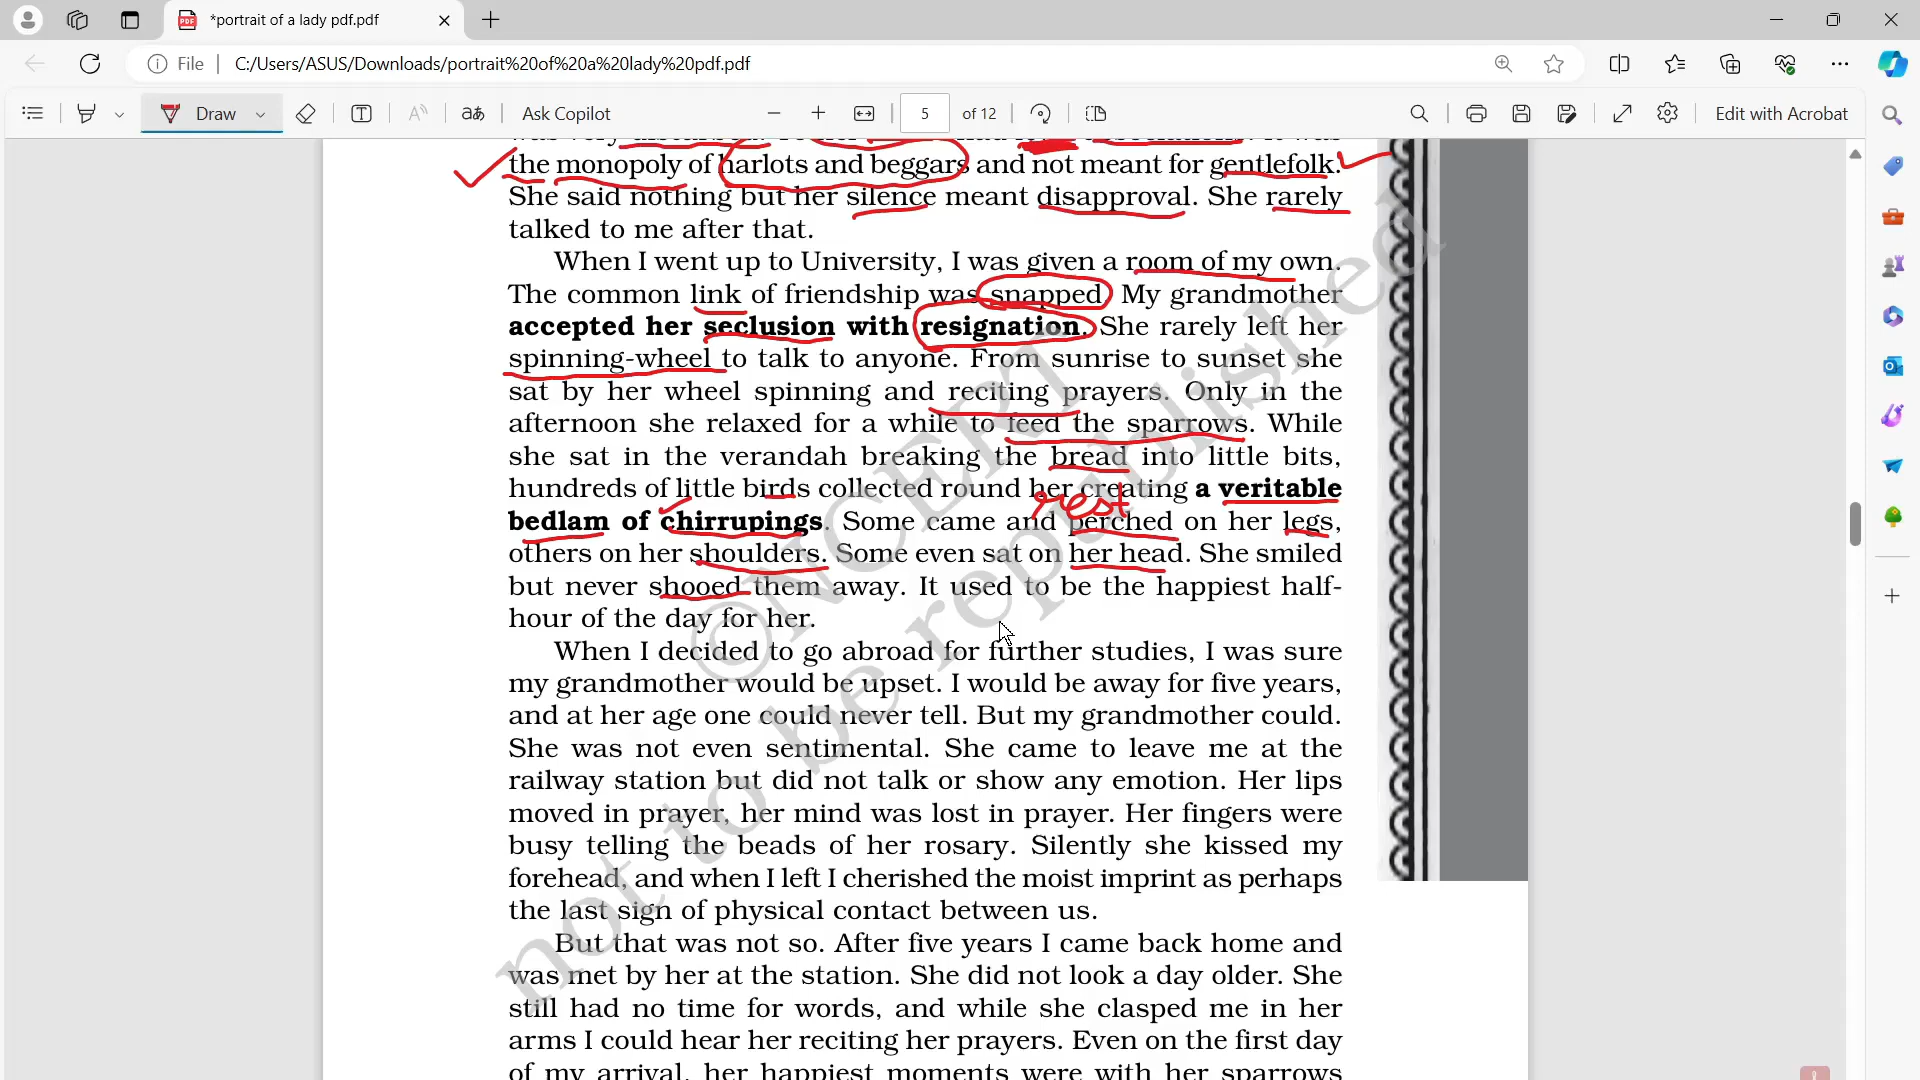 *portrait of a lady pdf.pdf
File
C:/Users/ASUS/Downloads/portrait%20of%20a%20lady%20pdf.pdf
Draw
Ask Copilot
5 of 12
Edit with Acrobat
the monopoly of harlots and beggars and not meant for gentlefolk.
She said nothing but her silence meant disapproval. She rarely
talked to me after that.
When I went up to University, I was given a room of my own.
The common link of friendship was snapped. My grandmother
accepted her seclusion with resignation. She rarely left her
spinning-wheel to talk to anyone. From sunrise to sunset she
sat by her wheel spinning and reciting prayers. Only in the
afternoon she relaxed for a while to feed the sparrows. While
she sat in the verandah breaking the bread into little bits,
hundreds of little birds collected round her creating a veritable
rest
bedlam of chirrupings. Some came and perched on her legs,
others on her shoulders. Some even sat on her head. She smiled
but never shooed them away. It used to be the happiest half-
hour of the day for her.
When I decided to go abroad for further studies, I was sure
my grandmother would be upset. I would be away for five years,
and at her age one could never tell. But my grandmother could.
She was not even sentimental. She came to leave me at the
railway station but did not talk or show any emotion. Her lips
moved in prayer, her mind was lost in prayer. Her fingers were
busy telling the beads of her rosary. Silently she kissed my
forehead, and when I left I cherished the moist imprint as perhaps
the last sign of physical contact between us.
But that was not so. After five years I came back home and
was met by her at the station. She did not look a day older. She
still had no time for words, and while she clasped me in her
arms I could hear her reciting her prayers. Even on the first day
of my arrival, her happiest moments were with her sparrows
©NCERT
not to be republished